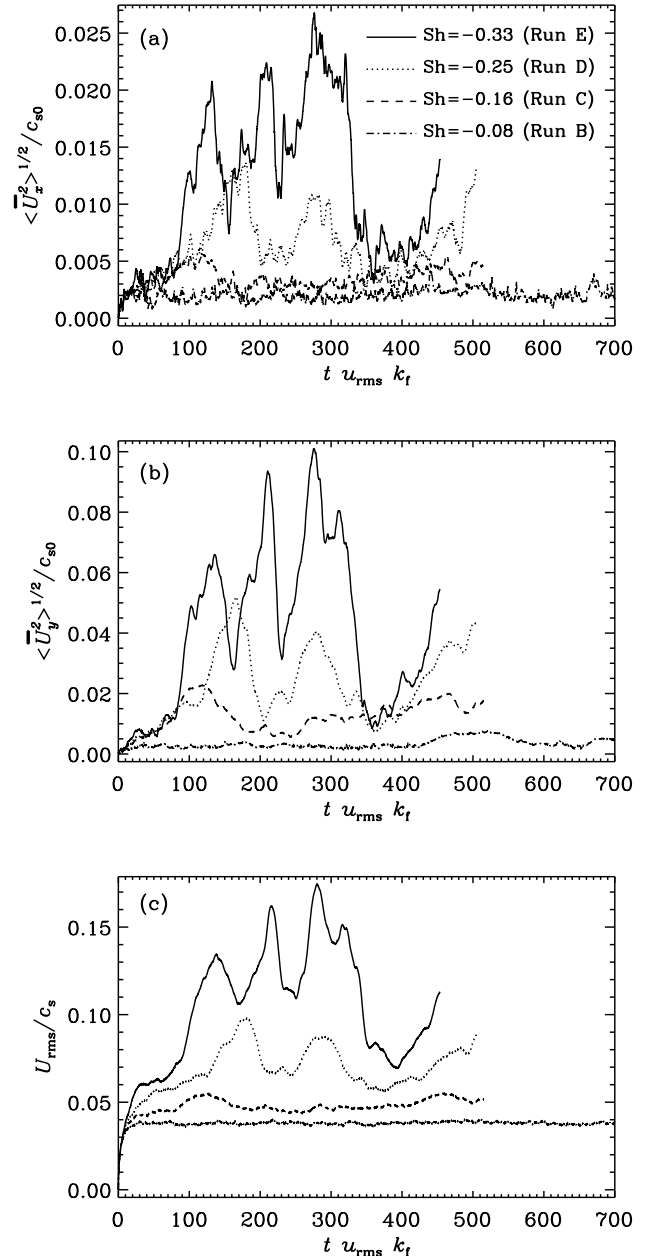 (a)
Sh=−0.33 (Run E)
Sh=−0.25 (Run D)
Sh=−0.16 (Run C)
Sh=−0.08 (Run B)
<U̅x²>^1/2/cs0
0.025
0.020
0.015
0.010
0.005
0.000
0 100 200 300 400 500 600 700
t urms kf
(b)
<U̅y²>^1/2/cs0
0.10
0.08
0.06
0.04
0.02
0.00
0 100 200 300 400 500 600 700
t urms kf
(c)
Urms/cs
0.15
0.10
0.05
0.00
0 100 200 300 400 500 600 700
t urms kf